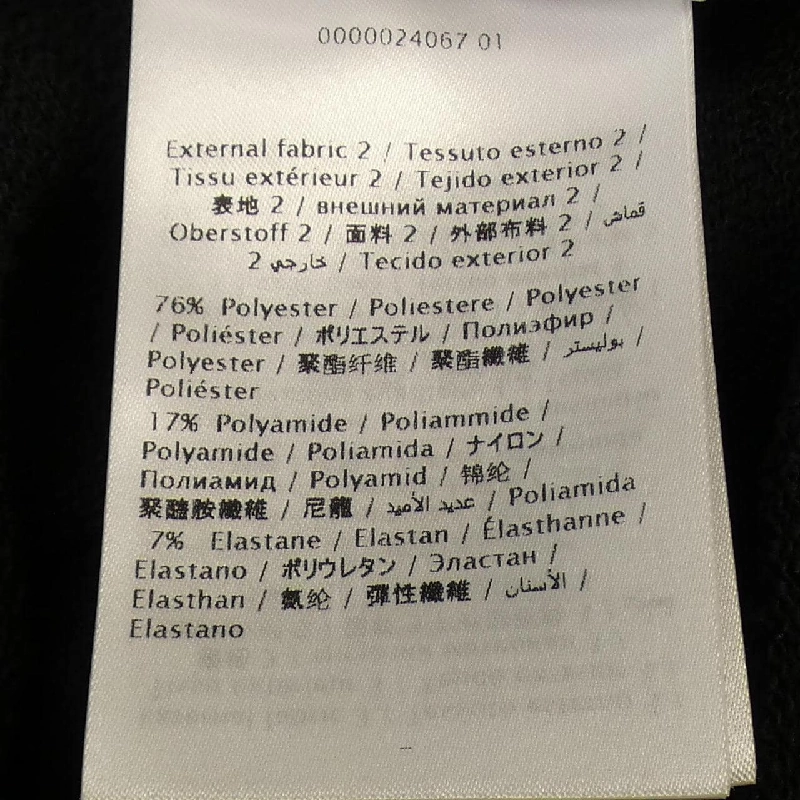 0000024067 01
External fabric 2 / Tessuto esterno 2 /
Tissu extérieur 2 / Tejido exterior 2 /
表地 2 / внешний материал 2 /
Oberstoff 2 / 面料 2 / 外部布料 2 / قماش
خارجي 2 / Tecido exterior 2
76% Polyester / Poliestere / Polyester
/ Poliéster / ポリエステル / Полиэфир /
Polyester / 聚酯纤维 / 聚酯纖維 / بوليستر /
Poliéster
17% Polyamide / Poliammide /
Polyamide / Poliamida / ナイロン /
Полиамид / Polyamid / 锦纶 /
聚醯胺纖維 / 尼龍 / عديد الأميد / Poliamida
7% Elastane / Elastan / Élasthanne /
Elastano / ポリウレタン / Эластан /
Elasthan / 氨纶 / 彈性纖維 / الأستان /
Elastano